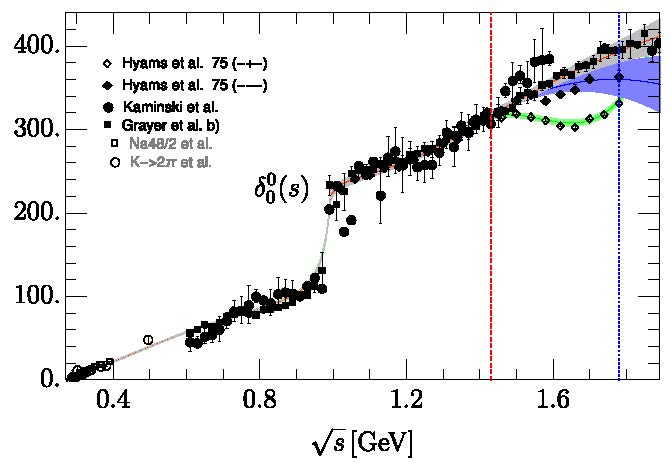 400.
300.
200.
100.
0.
Hyams et al. 75 (−+−)
Hyams et al. 75 (−−−)
Kaminski et al.
Grayer et al. b)
Na48/2 et al.
K−>2π et al.
δ⁰₀(s)
0.4 0.8 1.2 1.6
√s [GeV]